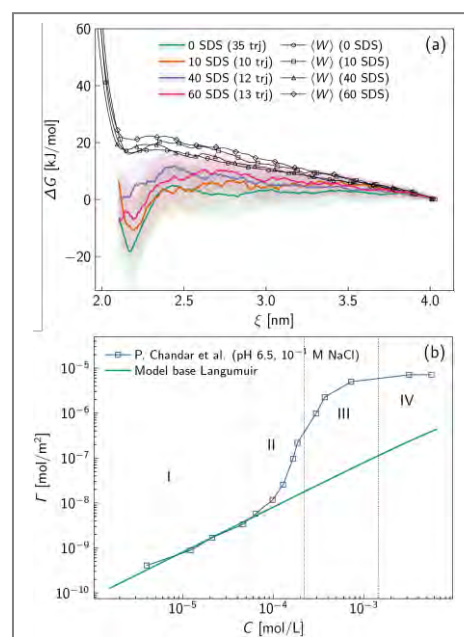 (a)
0 SDS (35 trj)
10 SDS (10 trj)
40 SDS (12 trj)
60 SDS (13 trj)
⟨W⟩ (0 SDS)
⟨W⟩ (10 SDS)
⟨W⟩ (40 SDS)
⟨W⟩ (60 SDS)
ΔG [kJ/mol]
60
40
20
0
−20
2.0 2.5 3.0 3.5 4.0
ξ [nm]
(b)
P. Chandar et al. (pH 6.5, 10⁻¹ M NaCl)
Model base Langumuir
Γ [mol/m²]
10⁻⁵
10⁻⁶
10⁻⁷
10⁻⁸
10⁻⁹
10⁻¹⁰
I
II
III
IV
10⁻⁵ 10⁻⁴ 10⁻³
C [mol/L]